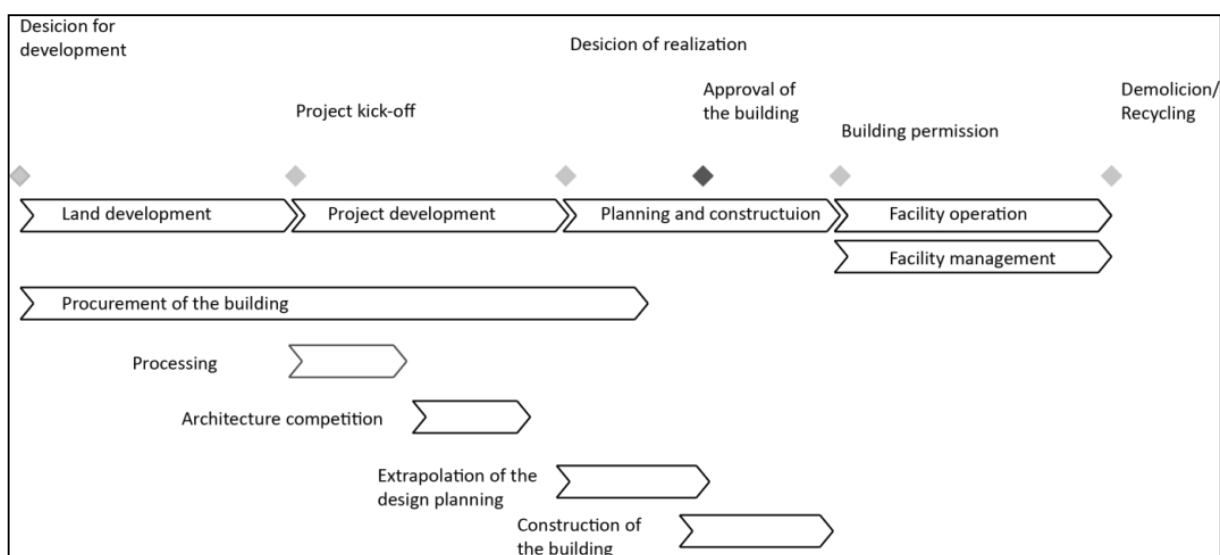 Desicion for
development
Desicion of realization
Approval of
the building
Demolicion/
Recycling
Project kick-off
Building permission
Land development
Project development
Planning and constructuion
Facility operation
Facility management
Procurement of the building
Processing
Architecture competition
Extrapolation of the
design planning
Construction of
the building